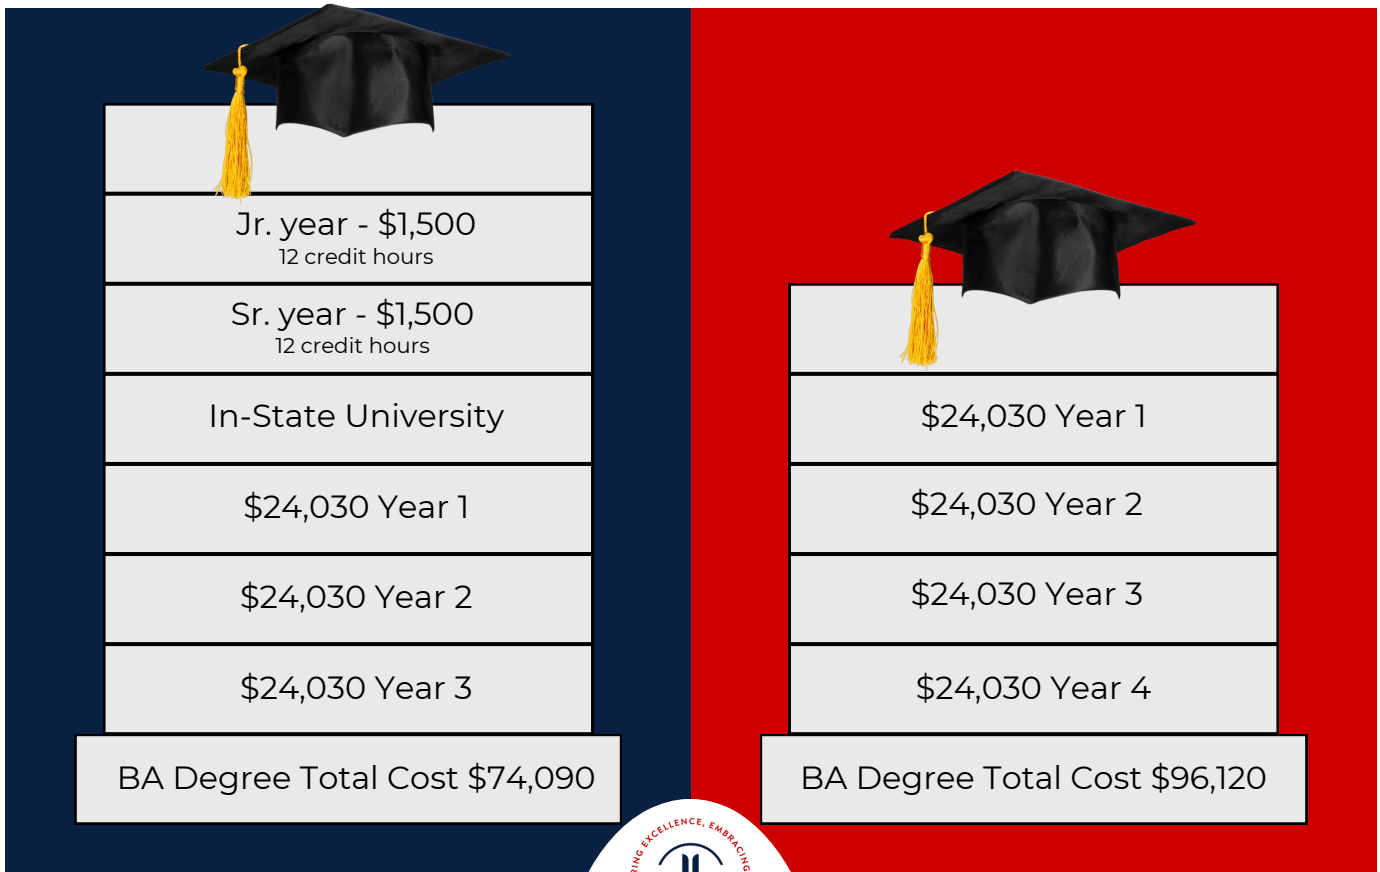 Jr. year - $1,500
12 credit hours
Sr. year - $1,500
12 credit hours
In-State University
$24,030 Year 1
$24,030 Year 2
$24,030 Year 3
BA Degree Total Cost $74,090
$24,030 Year 1
$24,030 Year 2
$24,030 Year 3
$24,030 Year 4
BA Degree Total Cost $96,120
EXCELLENCE, EMBRACING